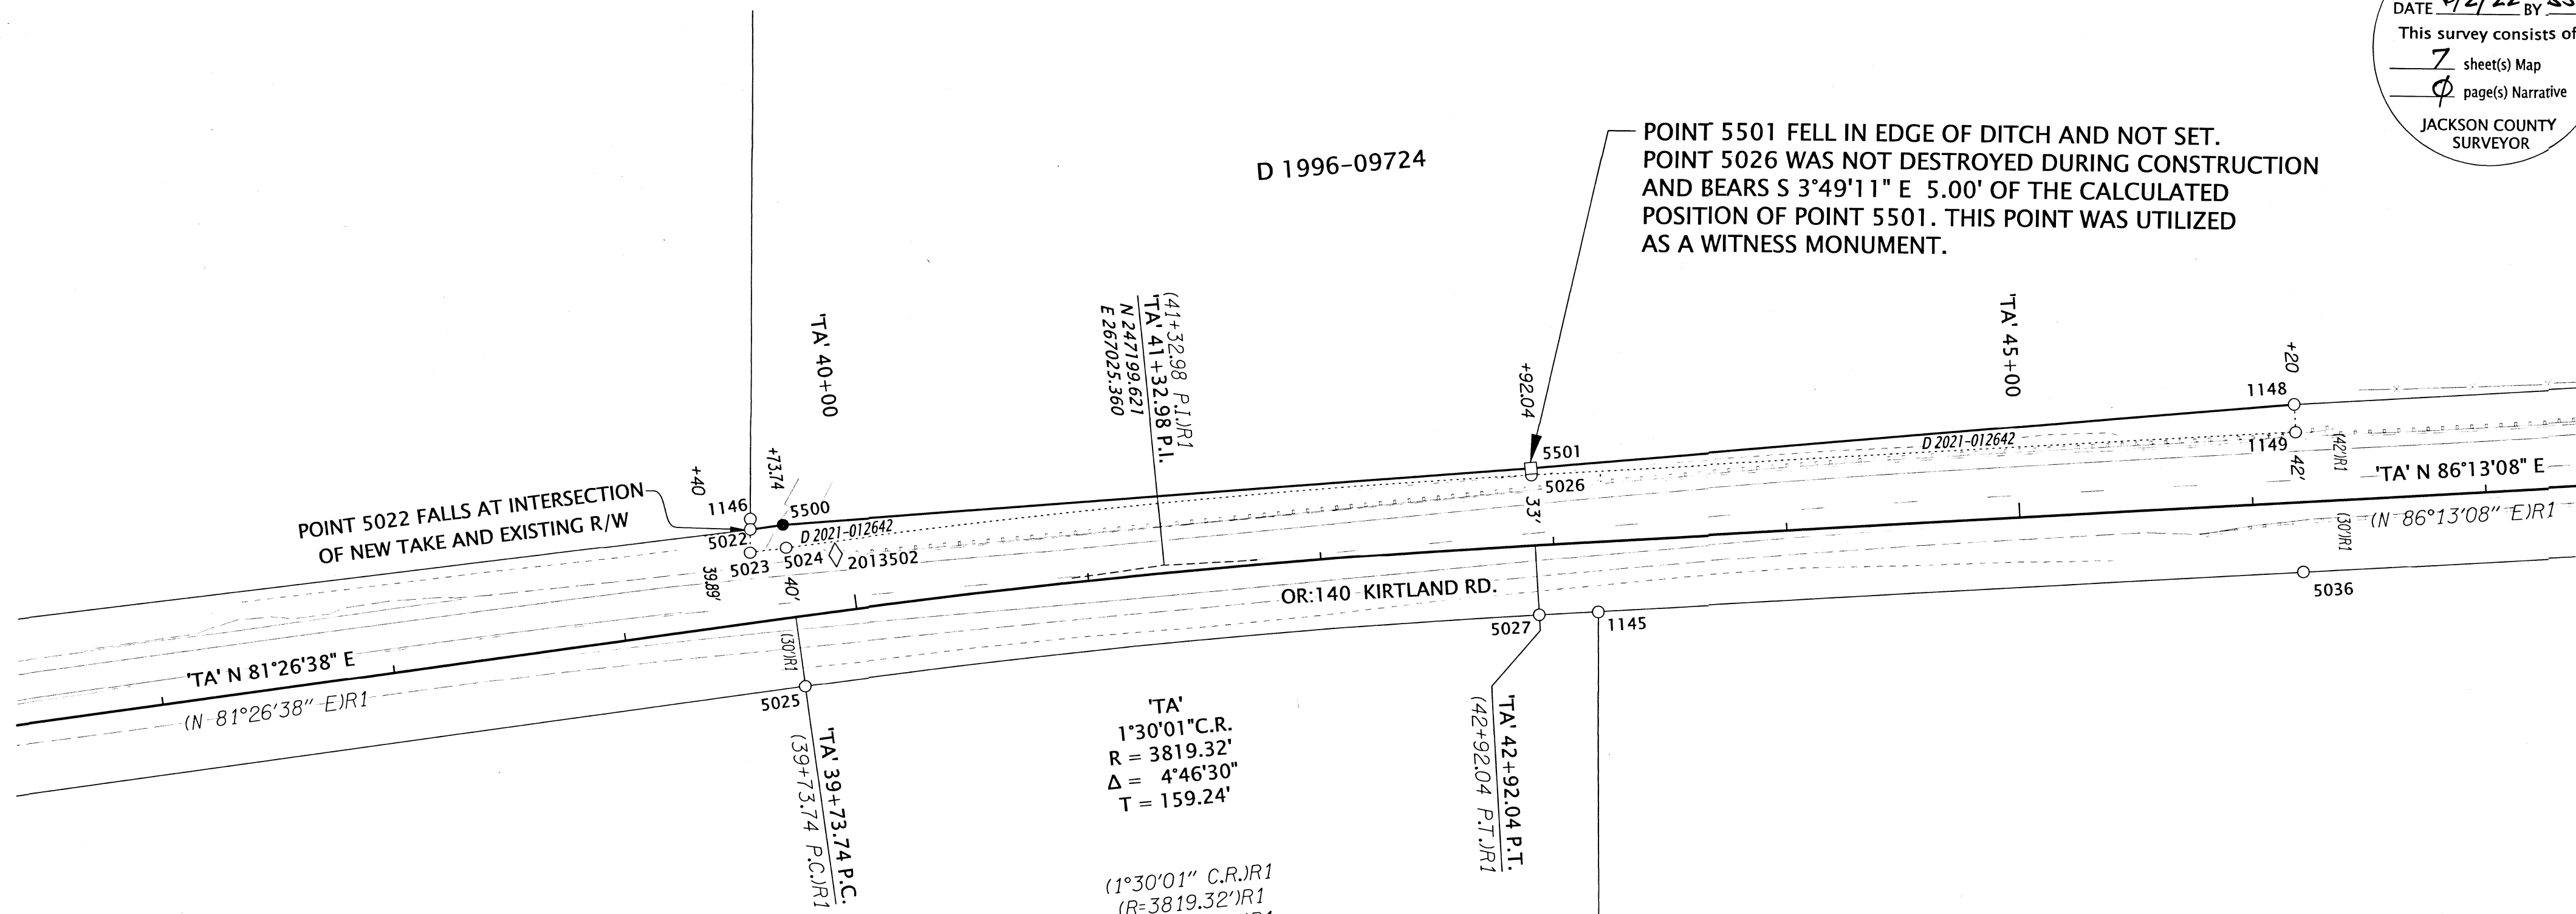 DATE BY
This survey consists of
7 sheet(s) Map
φ page(s) Narrative
JACKSON COUNTY
SURVEYOR
POINT 5501 FELL IN EDGE OF DITCH AND NOT SET.
POINT 5026 WAS NOT DESTROYED DURING CONSTRUCTION
AND BEARS S 3°49'11" E 5.00' OF THE CALCULATED
POSITION OF POINT 5501. THIS POINT WAS UTILIZED
AS A WITNESS MONUMENT.
D 1996-09724
(41+32.98 P.I.)R1
'TA' 41+32.98 P.I.
N 247199.621
E 267025.360
'TA' 40+00
'TA' 45+00
+40
+73.74
+92.04
+20
1148
1149
42'
(42')R1
(30')R1
'TA' N 86°13'08" E
(N 86°13'08" E)R1
5501
5026
33'
D 2021-012642
POINT 5022 FALLS AT INTERSECTION
OF NEW TAKE AND EXISTING R/W
1146
5500
5022
D 2021-012642
5023
5024
2013502
39.89'
40'
(30')R1
OR:140 KIRTLAND RD.
5027
1145
5036
'TA' N 81°26'38" E
(N 81°26'38" E)R1
5025
'TA' 39+73.74 P.C.
(39+73.74 P.C.)R1
'TA'
1°30'01"C.R.
R = 3819.32'
Δ = 4°46'30"
T = 159.24'
'TA' 42+92.04 P.T.
(42+92.04 P.T.)R1
(1°30'01" C.R.)R1
(R=3819.32')R1